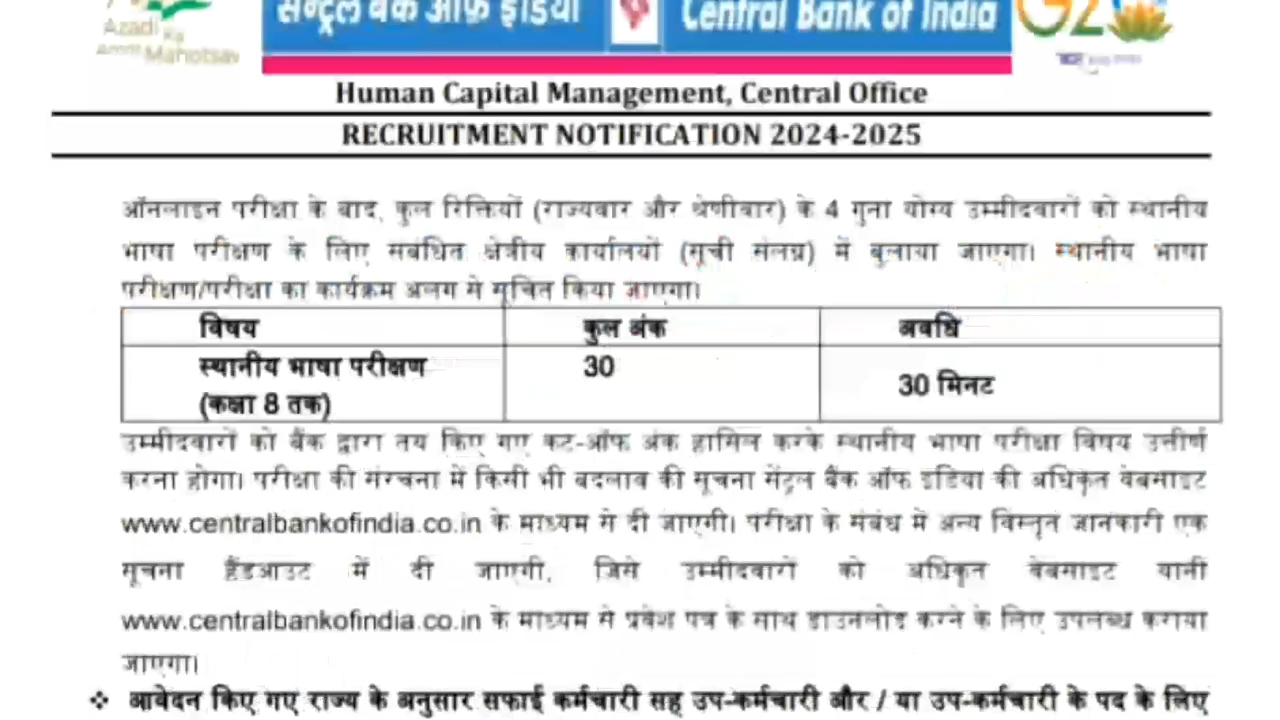 Azadi Ka
Amrit Mahotsav
सेन्ट्रल बैंक ऑफ़ इंडिया Central Bank of India G20
Human Capital Management, Central Office
RECRUITMENT NOTIFICATION 2024-2025
ऑनलाइन परीक्षा के बाद, कुल रिक्तियों (राज्यवार और श्रेणीवार) के 4 गुना योग्य उम्मीदवारों को स्थानीय
भाषा परीक्षण के लिए संबंधित क्षेत्रीय कार्यालयों (सूची संलग्न) में बुलाया जाएगा। स्थानीय भाषा
परीक्षण/परीक्षा का कार्यक्रम अलग से सूचित किया जाएगा।
विषय कुल अंक अवधि
स्थानीय भाषा परीक्षण 30 30 मिनट
(कक्षा 8 तक)
उम्मीदवारों को बैंक द्वारा तय किए गए कट-ऑफ अंक हासिल करके स्थानीय भाषा परीक्षा विषय उत्तीर्ण
करना होगा। परीक्षा की संरचना में किसी भी बदलाव की सूचना सेंट्रल बैंक ऑफ इंडिया की अधिकृत वेबसाइट
www.centralbankofindia.co.in के माध्यम से दी जाएगी। परीक्षा के संबंध में अन्य विस्तृत जानकारी एक
सूचना हैंडआउट में दी जाएगी, जिसे उम्मीदवारों को अधिकृत वेबसाइट यानी
www.centralbankofindia.co.in के माध्यम से प्रवेश पत्र के साथ डाउनलोड करने के लिए उपलब्ध कराया
जाएगा।
❖ आवेदन किए गए राज्य के अनुसार सफाई कर्मचारी सह उप-कर्मचारी और / या उप-कर्मचारी के पद के लिए